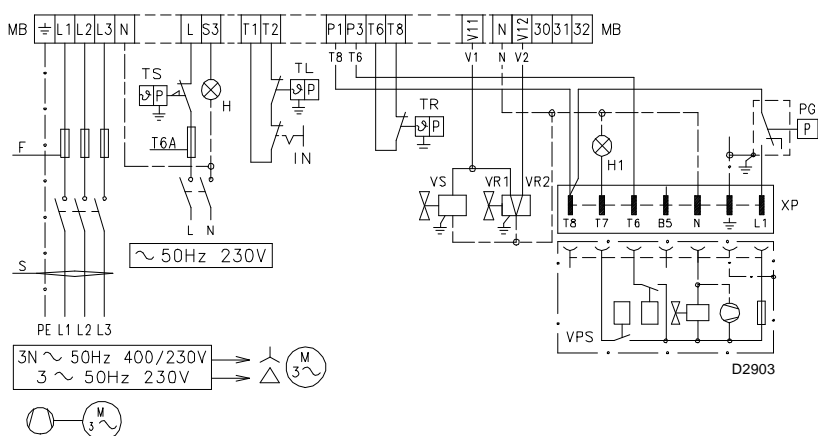 MB ⏚ L1 L2 L3 N L S3 T1 T2 P1 P3 T6 T8 V11 N V12 30 31 32 MB
T8 T6 V1 N V2
TS ϑ P H
TL ϑ P
TR ϑ P
PG P
F T6A IN
H1
VS VR1 VR2
T8 T7 T6 B5 N ⏚ L1 XP
L N
∼ 50Hz 230V
S
VPS
PE L1 L2 L3
D2903
3N ∼ 50Hz 400/230V
3 ∼ 50Hz 230V
M 3∼
M 3∼